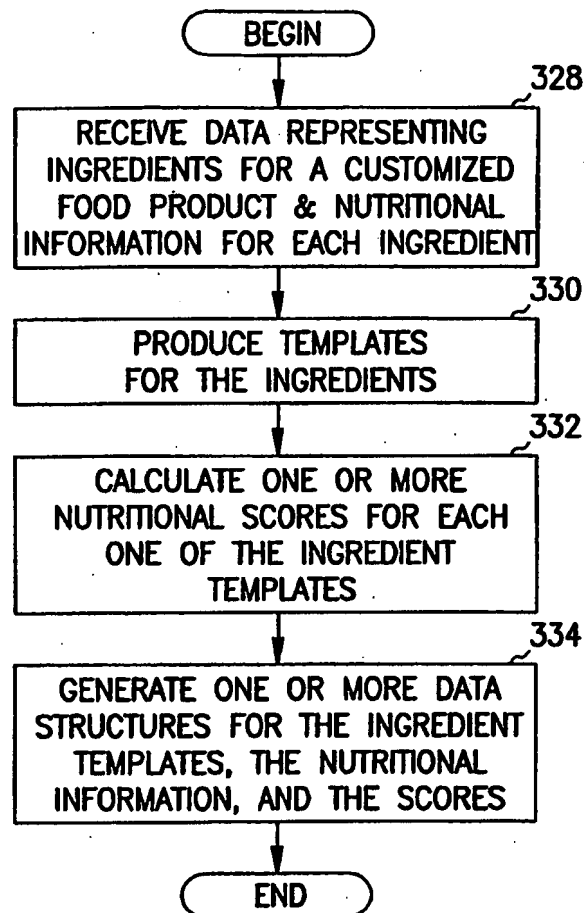 BEGIN
328
RECEIVE DATA REPRESENTING
INGREDIENTS FOR A CUSTOMIZED
FOOD PRODUCT & NUTRITIONAL
INFORMATION FOR EACH INGREDIENT
330
PRODUCE TEMPLATES
FOR THE INGREDIENTS
332
CALCULATE ONE OR MORE
NUTRITIONAL SCORES FOR EACH
ONE OF THE INGREDIENT
TEMPLATES
334
GENERATE ONE OR MORE DATA
STRUCTURES FOR THE INGREDIENT
TEMPLATES, THE NUTRITIONAL
INFORMATION, AND THE SCORES
END